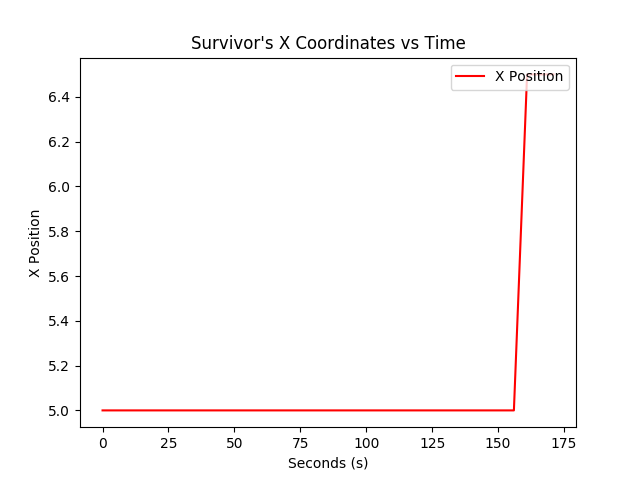 Survivor's X Coordinates vs Time
X Position
6.4
6.2
6.0
5.8
5.6
5.4
5.2
5.0
X Position
0 25 50 75 100 125 150 175
Seconds (s)